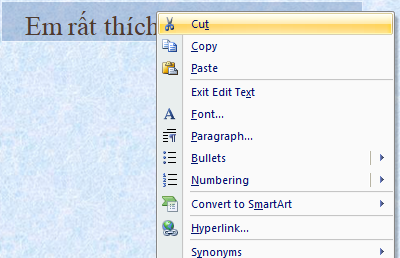 Em rất thích
Cut
Copy
Paste
Exit Edit Text
Font...
Paragraph...
Bullets
Numbering
Convert to SmartArt
Hyperlink...
Synonyms